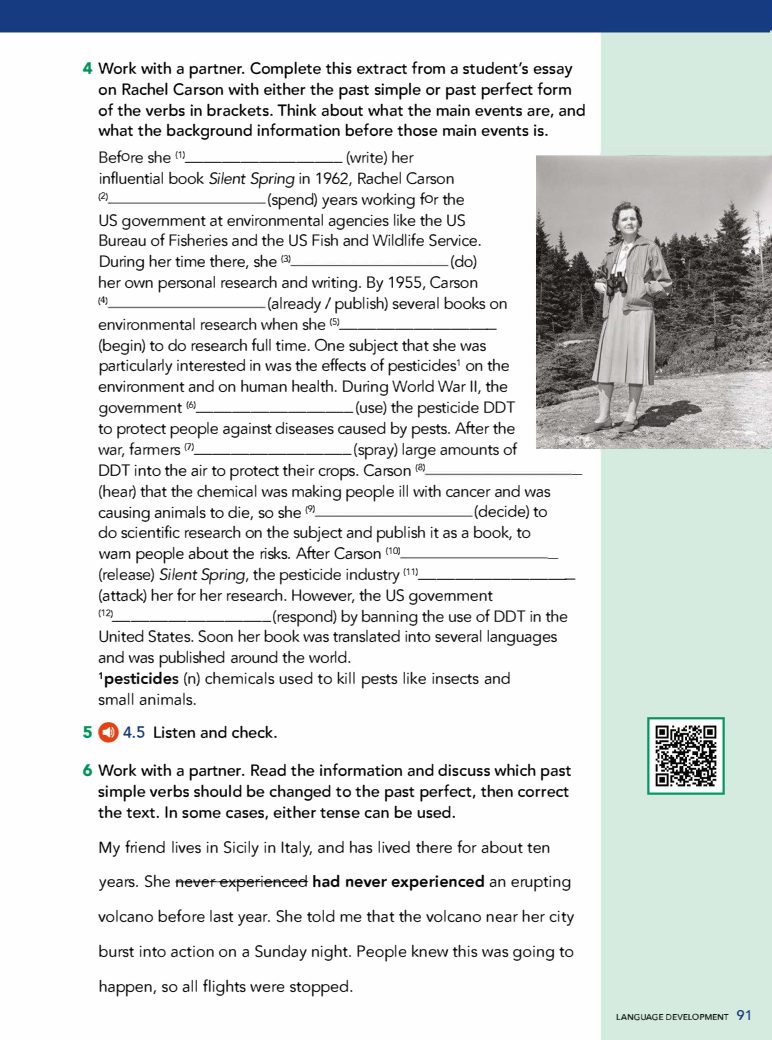 4 Work with a partner. Complete this extract from a student's essay
on Rachel Carson with either the past simple or past perfect form
of the verbs in brackets. Think about what the main events are, and
what the background information before those main events is.
Before she (1)____________________ (write) her
influential book Silent Spring in 1962, Rachel Carson
(2)____________________ (spend) years working for the
US government at environmental agencies like the US
Bureau of Fisheries and the US Fish and Wildlife Service.
During her time there, she (3)____________________ (do)
her own personal research and writing. By 1955, Carson
(4)____________________ (already / publish) several books on
environmental research when she (5)____________________
(begin) to do research full time. One subject that she was
particularly interested in was the effects of pesticides¹ on the
environment and on human health. During World War II, the
government (6)____________________ (use) the pesticide DDT
to protect people against diseases caused by pests. After the
war, farmers (7)____________________ (spray) large amounts of
DDT into the air to protect their crops. Carson (8)____________________
(hear) that the chemical was making people ill with cancer and was
causing animals to die, so she (9)____________________ (decide) to
do scientific research on the subject and publish it as a book, to
warn people about the risks. After Carson (10)____________________
(release) Silent Spring, the pesticide industry (11)____________________
(attack) her for her research. However, the US government
(12)____________________ (respond) by banning the use of DDT in the
United States. Soon her book was translated into several languages
and was published around the world.
¹pesticides (n) chemicals used to kill pests like insects and
small animals.
5 4.5 Listen and check.
6 Work with a partner. Read the information and discuss which past
simple verbs should be changed to the past perfect, then correct
the text. In some cases, either tense can be used.
My friend lives in Sicily in Italy, and has lived there for about ten
years. She never experienced had never experienced an erupting
volcano before last year. She told me that the volcano near her city
burst into action on a Sunday night. People knew this was going to
happen, so all flights were stopped.
LANGUAGE DEVELOPMENT 91